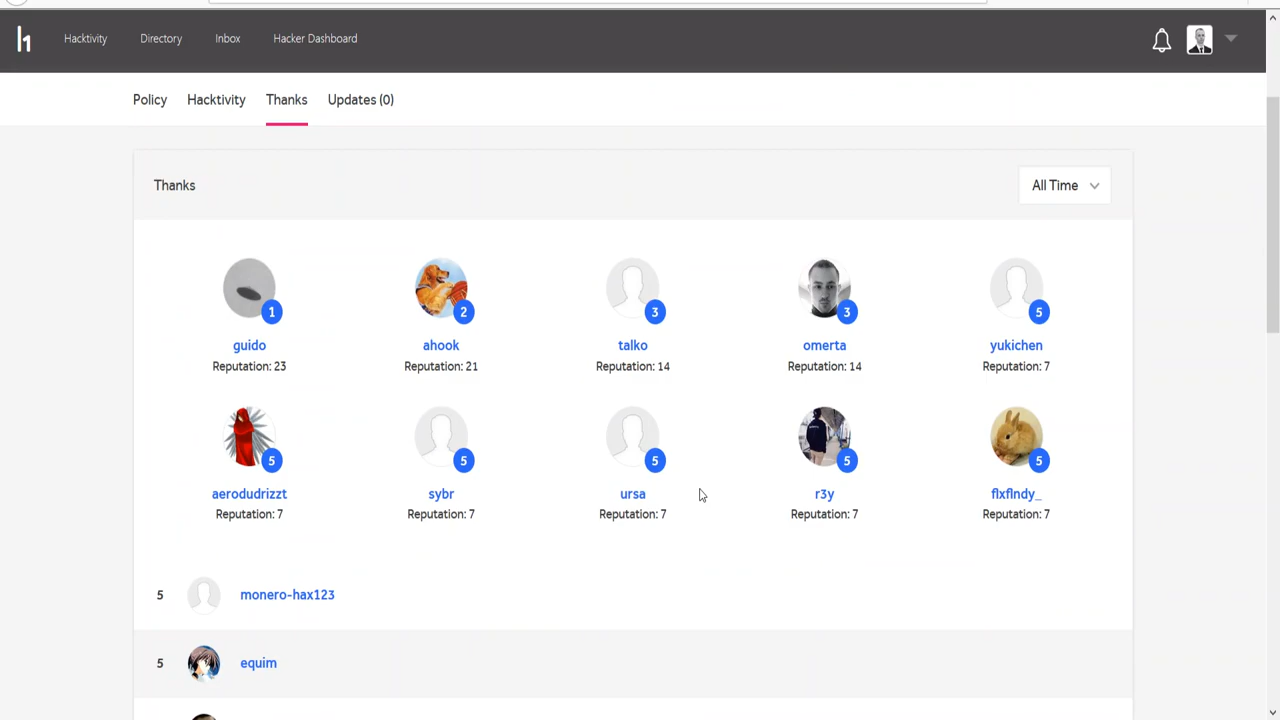 h1 Hacktivity Directory Inbox Hacker Dashboard
Policy Hacktivity Thanks Updates (0)
Thanks All Time
1 2 3 3 5
guido ahook talko omerta yukichen
Reputation: 23 Reputation: 21 Reputation: 14 Reputation: 14 Reputation: 7
5 5 5 5 5
aerodudrizzt sybr ursa r3y flxflndy_
Reputation: 7 Reputation: 7 Reputation: 7 Reputation: 7 Reputation: 7
5 monero-hax123
5 equim